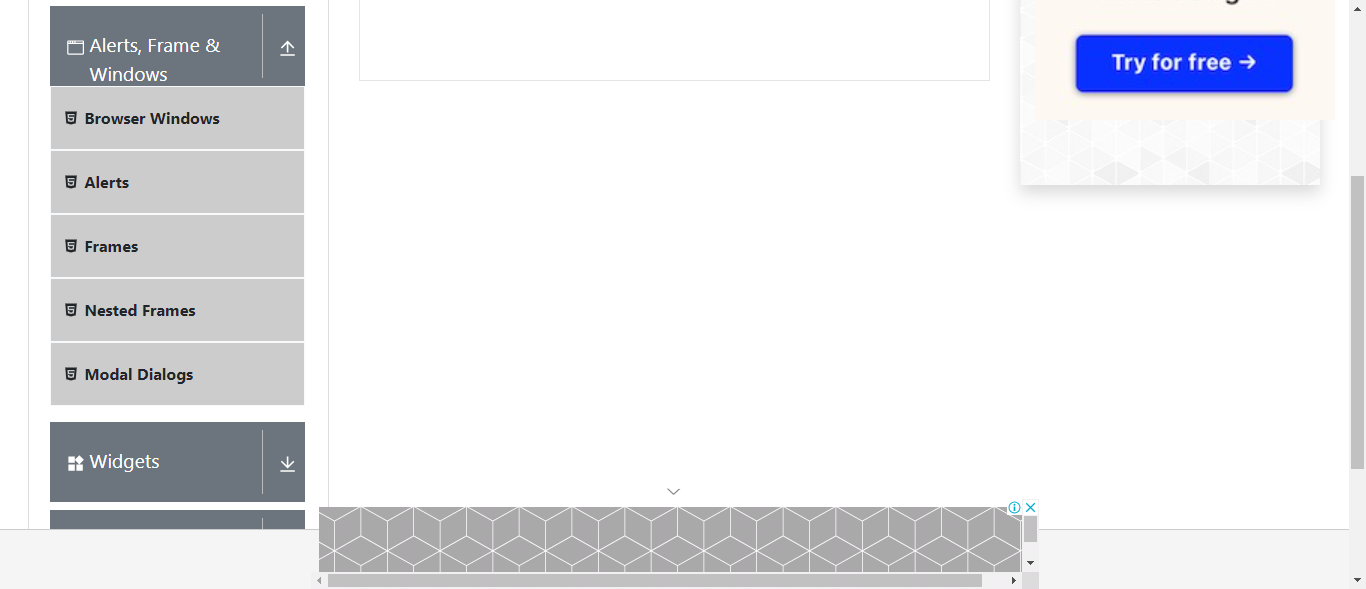 Alerts, Frame &
Windows
Browser Windows
Alerts
Frames
Nested Frames
Modal Dialogs
Widgets
Try for free →